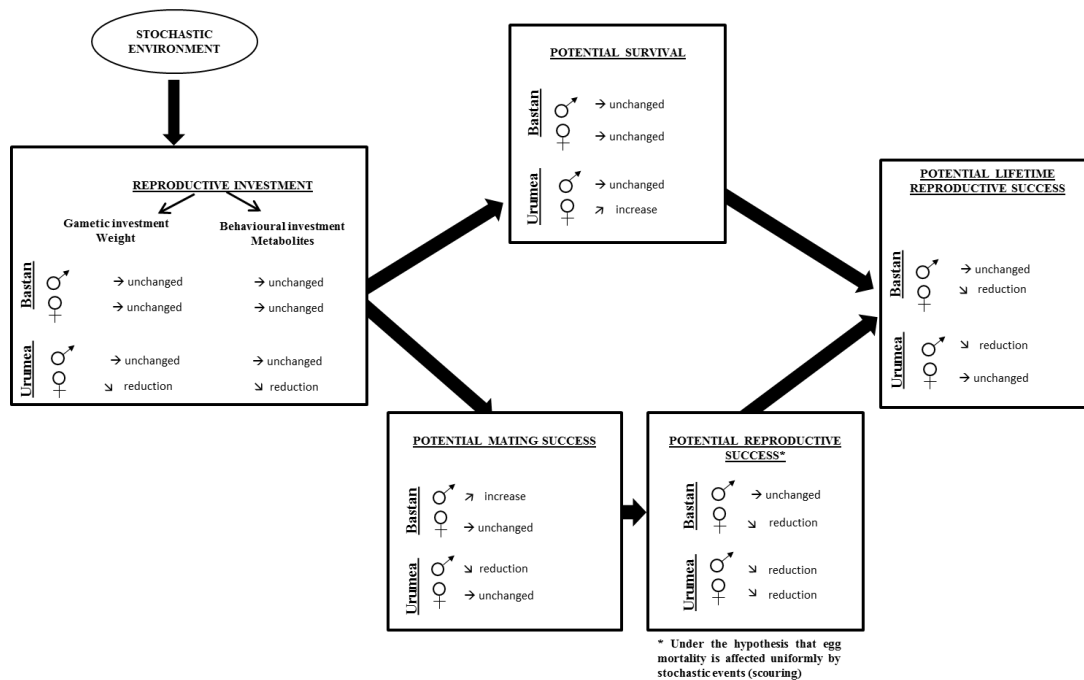 STOCHASTIC
ENVIRONMENT
REPRODUCTIVE INVESTMENT
Gametic investment
Weight
Behavioural investment
Metabolites
Bastan
♂ → unchanged → unchanged
♀ → unchanged → unchanged
Urumea
♂ → unchanged → unchanged
♀ ↘ reduction ↘ reduction
POTENTIAL SURVIVAL
Bastan
♂ → unchanged
♀ → unchanged
Urumea
♂ → unchanged
♀ ↗ increase
POTENTIAL MATING SUCCESS
Bastan
♂ ↗ increase
♀ → unchanged
Urumea
♂ ↘ reduction
♀ → unchanged
POTENTIAL REPRODUCTIVE
SUCCESS*
Bastan
♂ → unchanged
♀ ↘ reduction
Urumea
♂ ↘ reduction
♀ ↘ reduction
* Under the hypothesis that egg
mortality is affected uniformly by
stochastic events (scouring)
POTENTIAL LIFETIME
REPRODUCTIVE SUCCESS
Bastan
♂ → unchanged
♀ ↘ reduction
Urumea
♂ ↘ reduction
♀ → unchanged